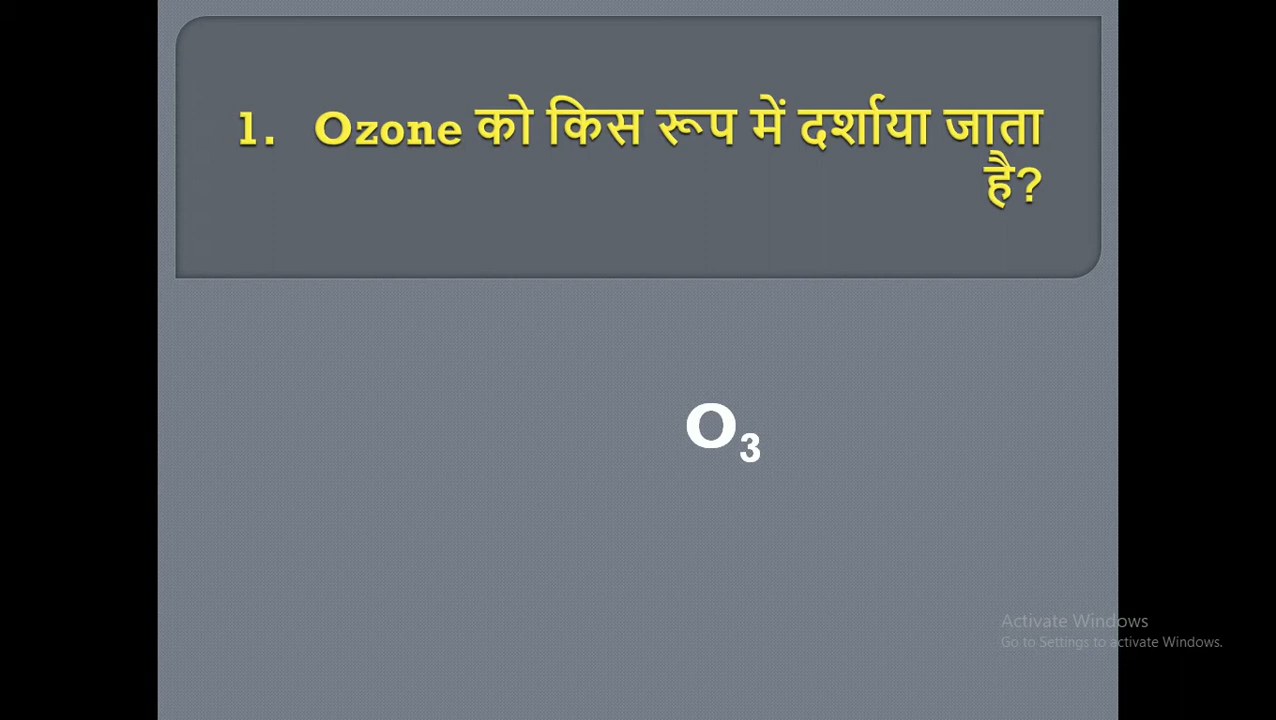 1. Ozone को किस रूप में दर्शाया जाता
है?
O₃
Activate Windows
Go to Settings to activate Windows.